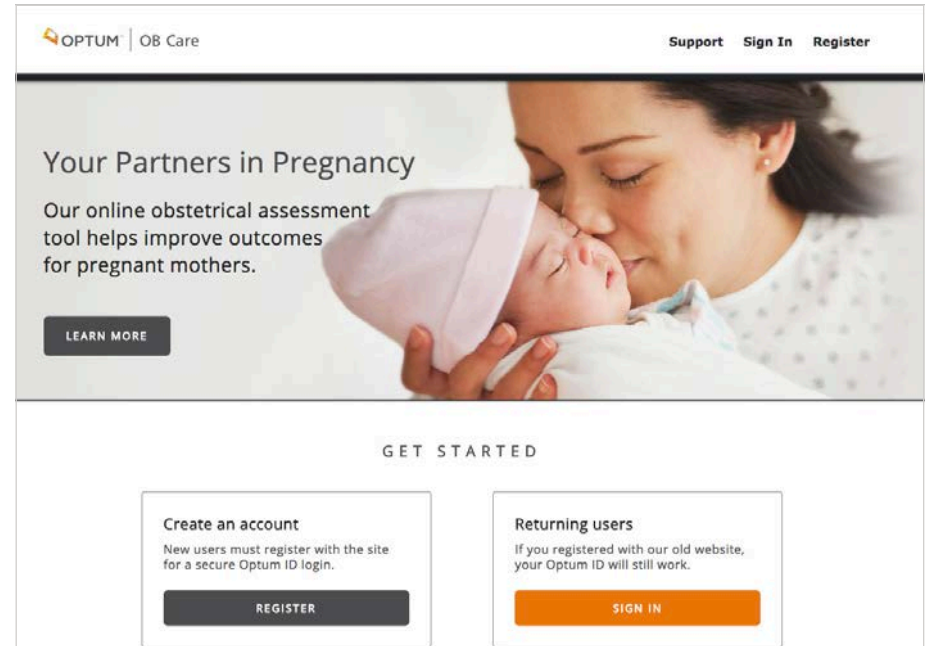 OPTUM™ OB Care
Support Sign In Register
Your Partners in Pregnancy
Our online obstetrical assessment
tool helps improve outcomes
for pregnant mothers.
LEARN MORE
GET STARTED
Create an account
New users must register with the site
for a secure Optum ID login.
REGISTER
Returning users
If you registered with our old website,
your Optum ID will still work.
SIGN IN